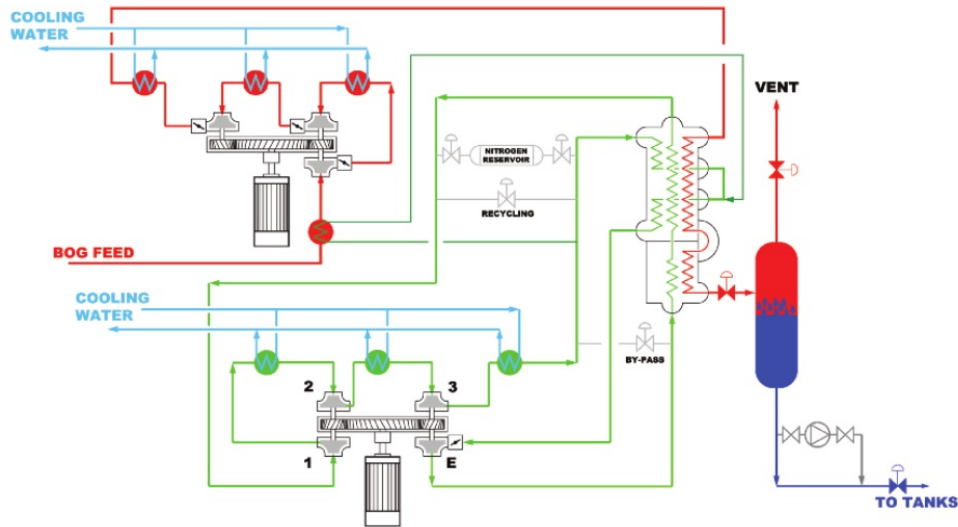 COOLING
WATER
VENT
NITROGEN
RESERVOIR
RECYCLING
BOG FEED
COOLING
WATER
BY-PASS
2
3
1
E
TO TANKS